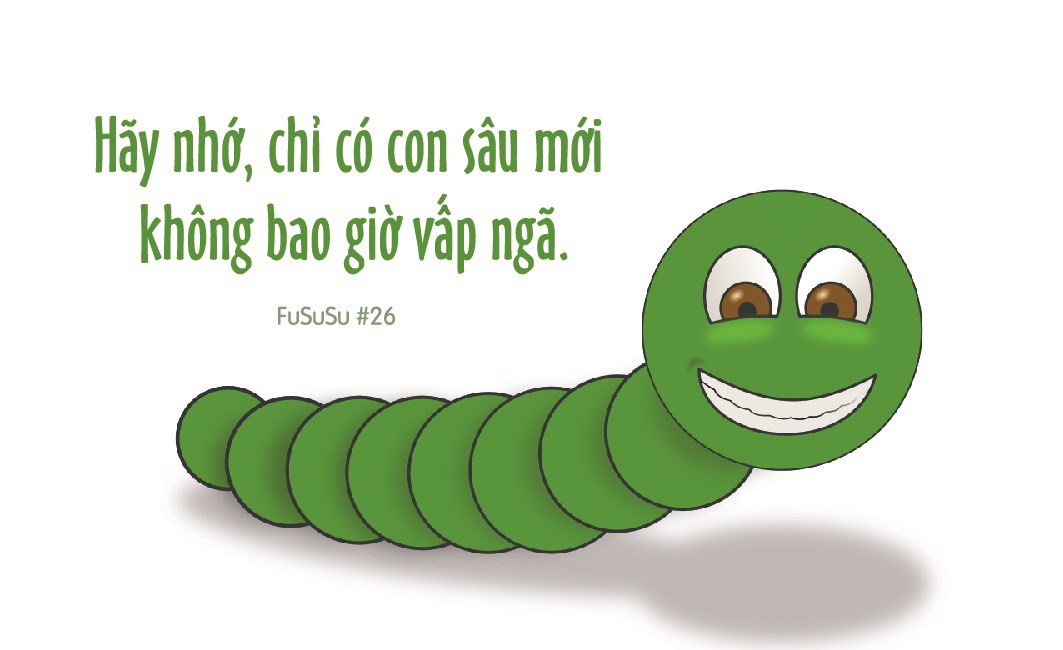 Hãy nhớ, chỉ có con sâu mới
không bao giờ vấp ngã.
FuSuSu #26